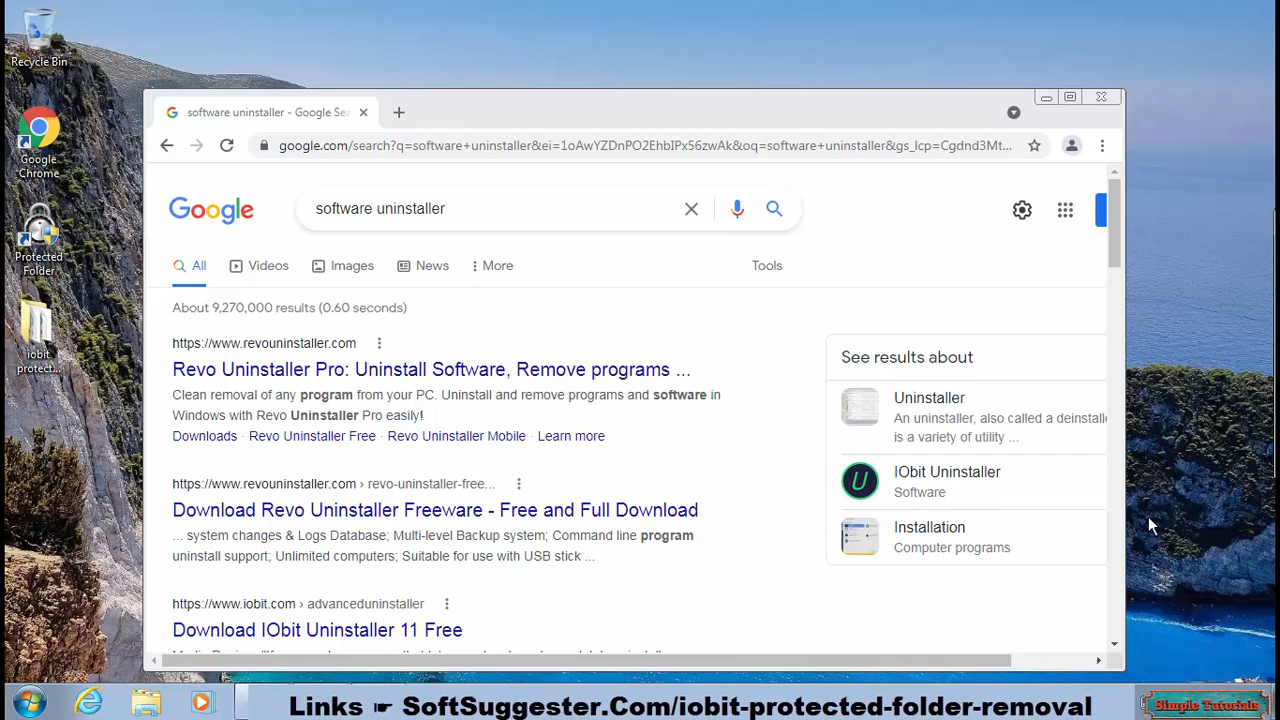 Recycle Bin
Google
Chrome
Protected
Folder
iobit
protect...
software uninstaller - Google Sea
google.com/search?q=software+uninstaller&ei=1oAwYZDnPO2EhbIPx56zwAk&oq=software+uninstaller&gs_lcp=Cgdnd3Mt...
Google
software uninstaller
All
Videos
Images
News
More
Tools
About 9,270,000 results (0.60 seconds)
https://www.revouninstaller.com
Revo Uninstaller Pro: Uninstall Software, Remove programs ...
Clean removal of any program from your PC. Uninstall and remove programs and software in
Windows with Revo Uninstaller Pro easily!
Downloads · Revo Uninstaller Free · Revo Uninstaller Mobile · Learn more
https://www.revouninstaller.com › revo-uninstaller-free...
Download Revo Uninstaller Freeware - Free and Full Download
... system changes & Logs Database; Multi-level Backup system; Command line program
uninstall support; Unlimited computers; Suitable for use with USB stick ...
https://www.iobit.com › advanceduninstaller
Download IObit Uninstaller 11 Free
See results about
Uninstaller
An uninstaller, also called a deinstalle
is a variety of utility ...
U
IObit Uninstaller
Software
Installation
Computer programs
Links ☛ SoftSuggester.Com/iobit-protected-folder-removal
Simple Tutorials